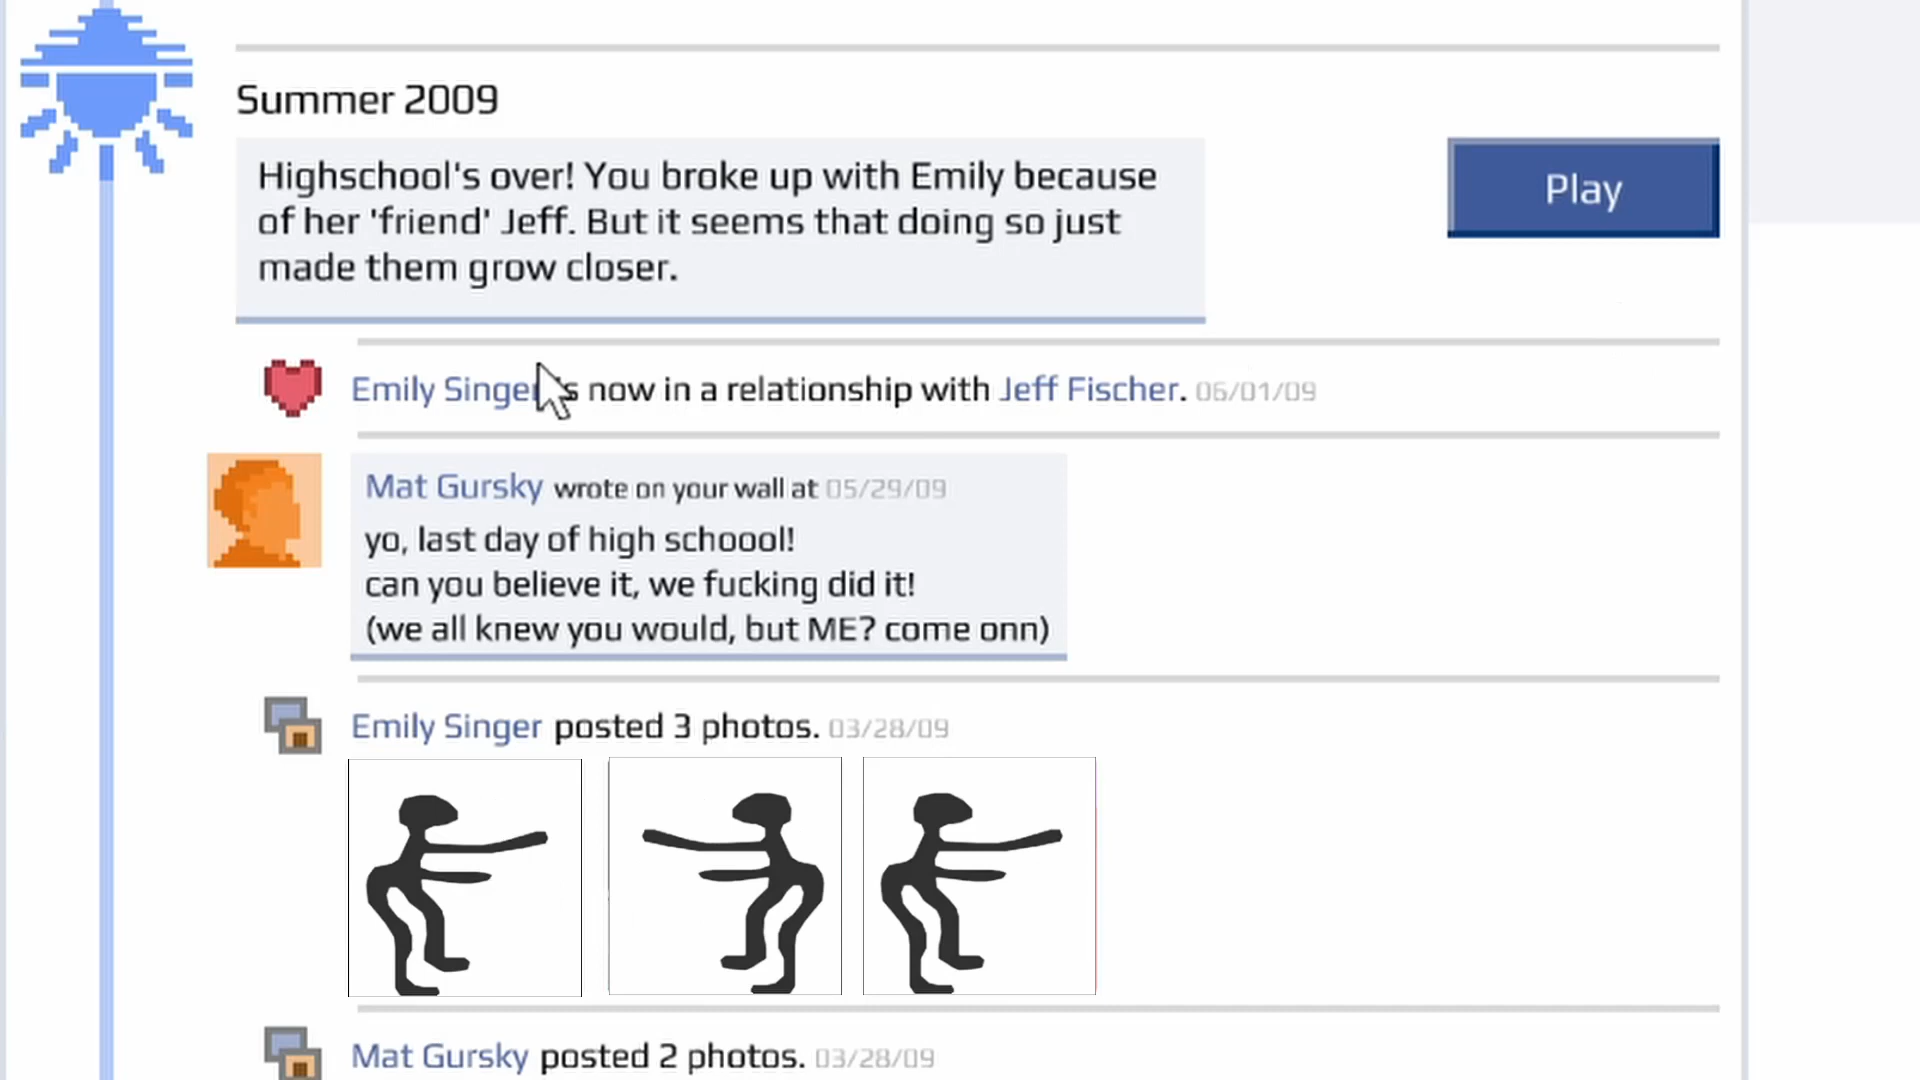 Summer 2009
Highschool's over! You broke up with Emily because
of her 'friend' Jeff. But it seems that doing so just
made them grow closer.
Play
Emily Singer is now in a relationship with Jeff Fischer. 06/01/09
Mat Gursky wrote on your wall at 05/29/09
yo, last day of high schoool!
can you believe it, we fucking did it!
(we all knew you would, but ME? come onn)
Emily Singer posted 3 photos. 03/28/09
Mat Gursky posted 2 photos. 03/28/09